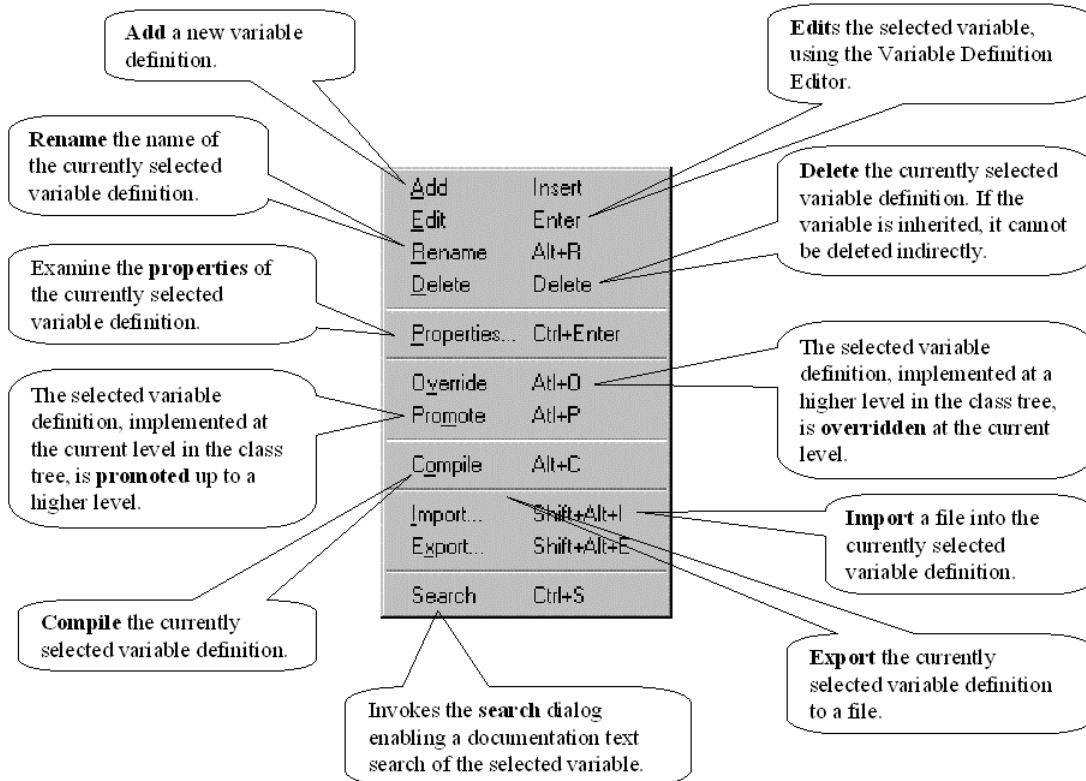 Add a new variable
definition.
Edits the selected variable,
using the Variable Definition
Editor.
Rename the name of
the currently selected
variable definition.
Delete the currently selected
variable definition. If the
variable is inherited, it cannot
be deleted indirectly.
Examine the properties of
the currently selected
variable definition.
The selected variable
definition, implemented at a
higher level in the class tree,
is overridden at the current
level.
The selected variable
definition, implemented at
the current level in the class
tree, is promoted up to a
higher level.
Import a file into the
currently selected
variable definition.
Compile the currently
selected variable definition.
Export the currently
selected variable definition
to a file.
Invokes the search dialog
enabling a documentation text
search of the selected variable.
Add Insert
Edit Enter
Rename Alt+R
Delete Delete
Properties... Ctrl+Enter
Override Atl+O
Promote Atl+P
Compile Alt+C
Import... Shift+Alt+I
Export... Shift+Alt+E
Search Ctrl+S